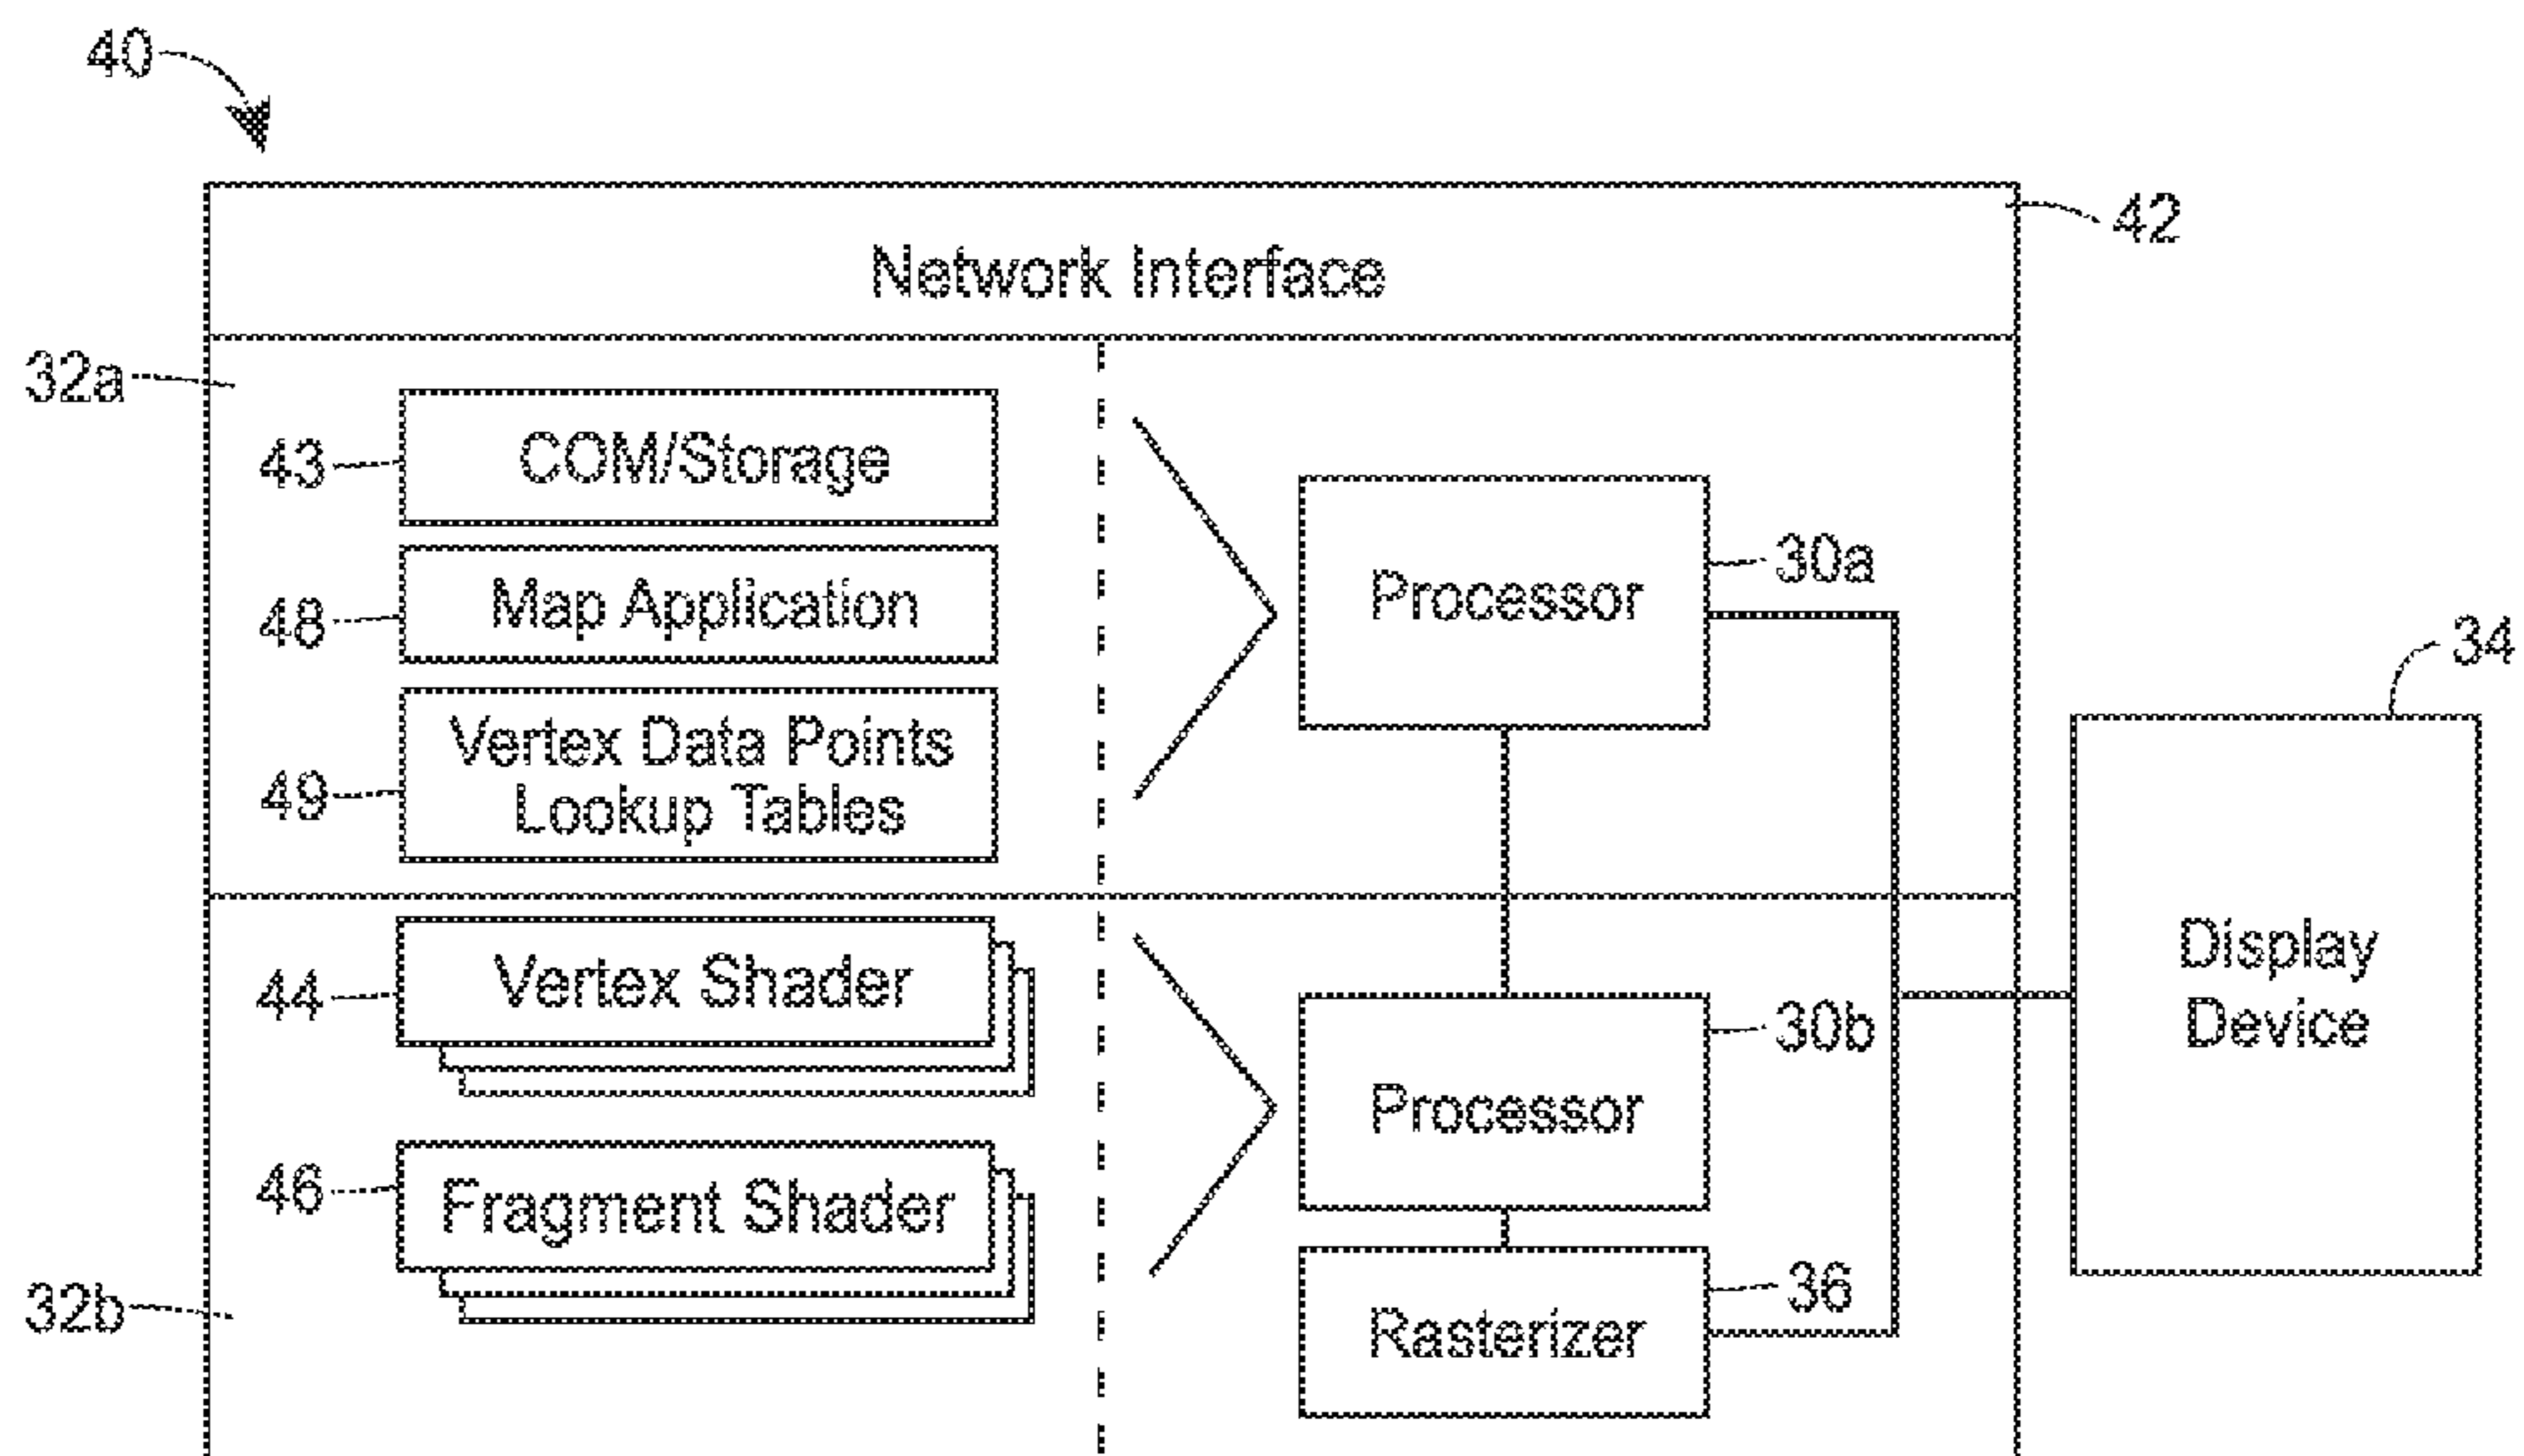 40
42
Network Interface
32a
43
COM/Storage
48
Map Application
49
Vertex Data Points
Lookup Tables
Processor
30a
34
44
Vertex Shader
46
Fragment Shader
32b
Processor
30b
Rasterizer
36
Display
Device